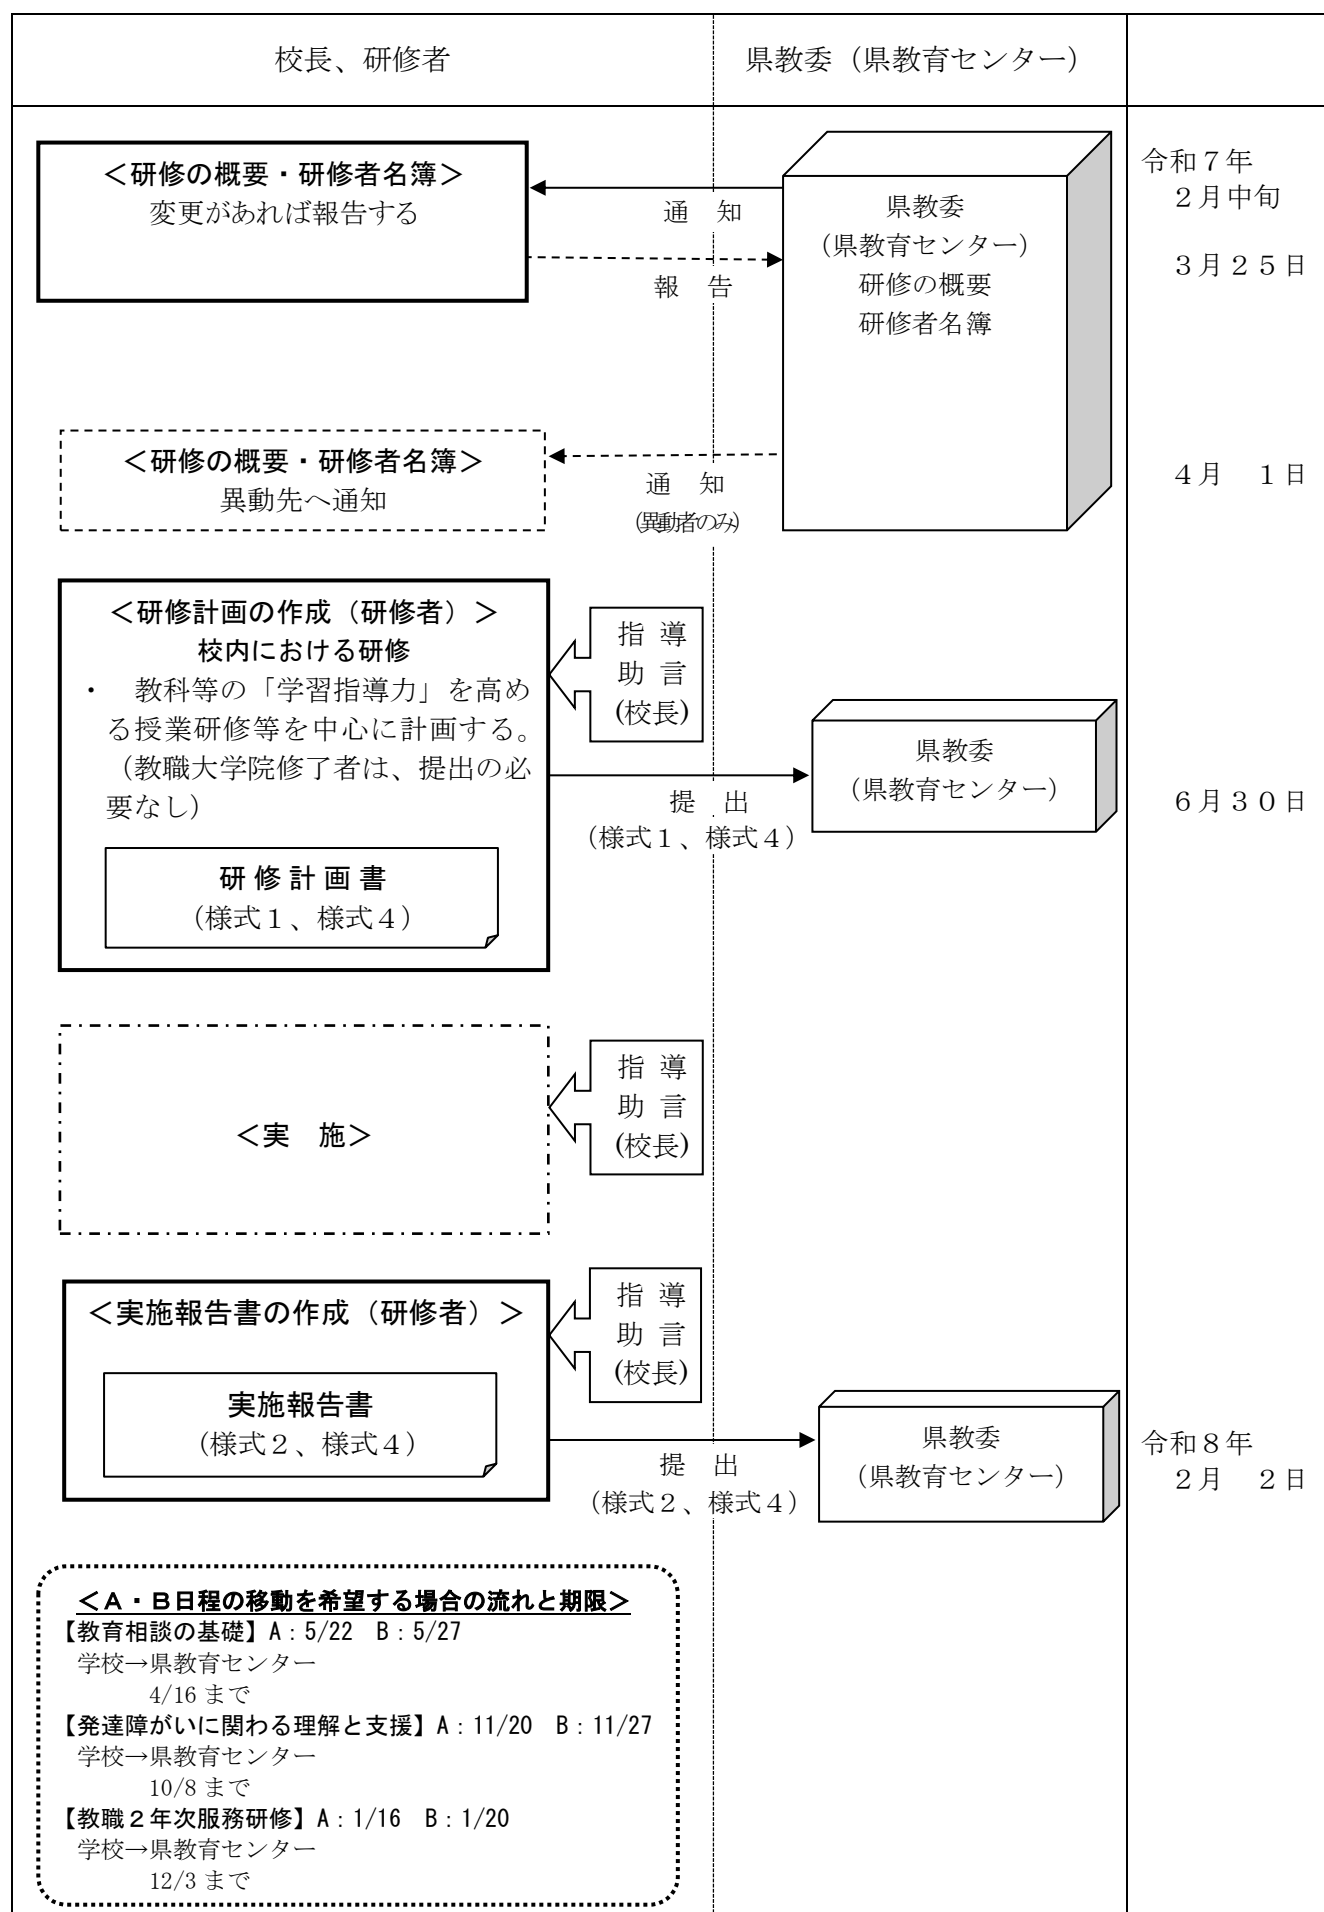 校長、研修者
県教委（県教育センター）
＜研修の概要・研修者名簿＞
変更があれば報告する
通　知
報　告
県教委
（県教育センター）
研修の概要
研修者名簿
令和７年
２月中旬
３月２５日
＜研修の概要・研修者名簿＞
異動先へ通知
通　知
(異動者のみ)
４月　１日
＜研修計画の作成（研修者）＞
校内における研修
・　教科等の「学習指導力」を高め
る授業研修等を中心に計画する。
（教職大学院修了者は、提出の必
要なし）
研 修 計 画 書
（様式１、様式４）
指 導
助 言
(校長)
提　出
（様式１、様式４）
県教委
（県教育センター）
６月３０日
＜実　施＞
指 導
助 言
(校長)
＜実施報告書の作成（研修者）＞
実施報告書
（様式２、様式４）
指 導
助 言
(校長)
提　出
（様式２、様式４）
県教委
（県教育センター）
令和８年
２月　２日
＜Ａ・Ｂ日程の移動を希望する場合の流れと期限＞
【教育相談の基礎】A：5/22　B：5/27
学校→県教育センター
4/16 まで
【発達障がいに関わる理解と支援】A：11/20　B：11/27
学校→県教育センター
10/8 まで
【教職２年次服務研修】A：1/16　B：1/20
学校→県教育センター
12/3 まで